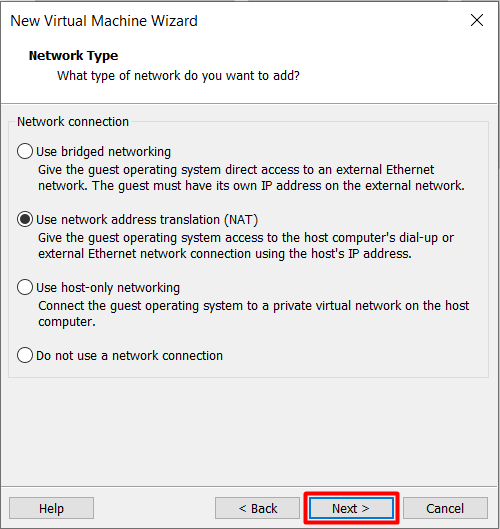 New Virtual Machine Wizard
Network Type
What type of network do you want to add?
Network connection
Use bridged networking
Give the guest operating system direct access to an external Ethernet
network. The guest must have its own IP address on the external network.
Use network address translation (NAT)
Give the guest operating system access to the host computer's dial-up or
external Ethernet network connection using the host's IP address.
Use host-only networking
Connect the guest operating system to a private virtual network on the host
computer.
Do not use a network connection
Help
< Back
Next >
Cancel